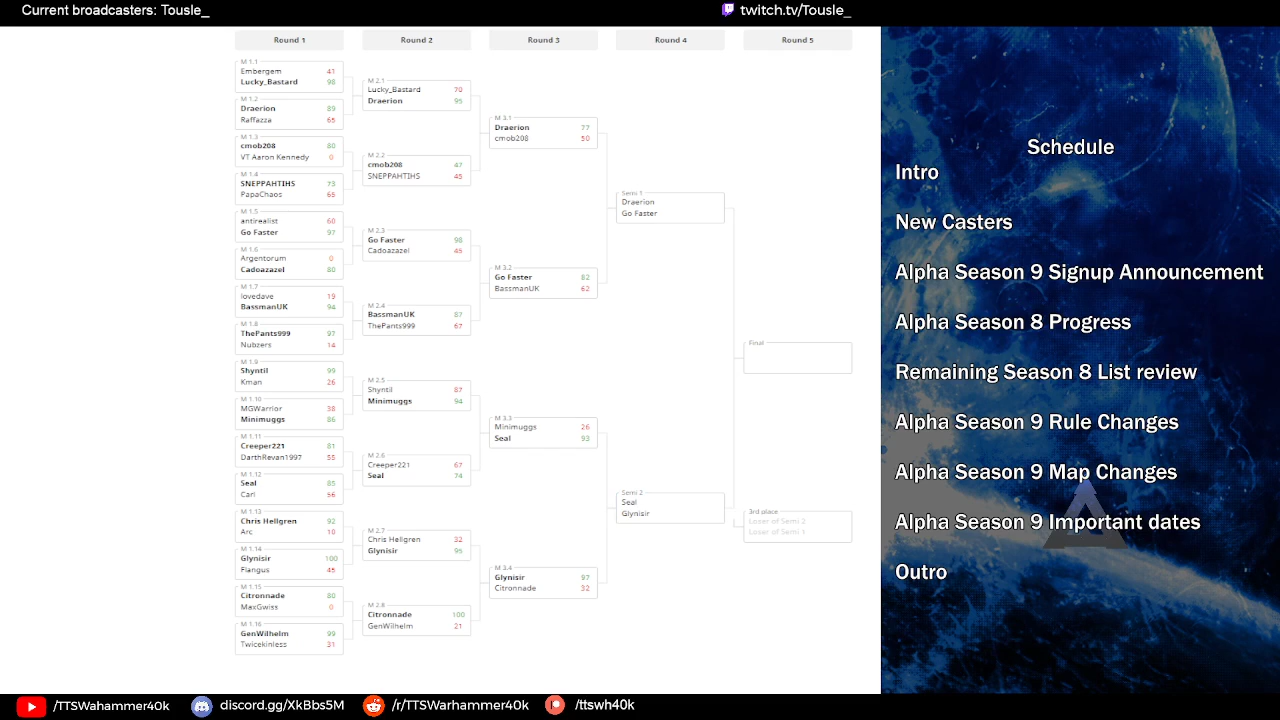 Current broadcasters: Tousle_
twitch.tv/Tousle_
Round 1
Round 2
Round 3
Round 4
Round 5
M 1.1
Embergem 41
Lucky_Bastard 98
M 1.2
Draerion 89
Raffazza 65
M 1.3
cmob208 80
VT Aaron Kennedy 0
M 1.4
SNEPPAHTIHS 73
PapaChaos 65
M 1.5
antirealist 60
Go Faster 97
M 1.6
Argentorum 0
Cadoazazel 80
M 1.7
lovedave 19
BassmanUK 94
M 1.8
ThePants999 97
Nubzers 14
M 1.9
Shyntil 99
Kman 26
M 1.10
MGWarrior 38
Minimuggs 86
M 1.11
Creeper221 81
DarthRevan1997 55
M 1.12
Seal 85
Carl 56
M 1.13
Chris Hellgren 92
Arc 10
M 1.14
Glynisir 100
Flangus 45
M 1.15
Citronnade 80
MaxGwiss 0
M 1.16
GenWilhelm 99
Twicekinless 31
M 2.1
Lucky_Bastard 70
Draerion 95
M 2.2
cmob208 47
SNEPPAHTIHS 45
M 2.3
Go Faster 98
Cadoazazel 45
M 2.4
BassmanUK 87
ThePants999 67
M 2.5
Shyntil 87
Minimuggs 94
M 2.6
Creeper221 67
Seal 74
M 2.7
Chris Hellgren 32
Glynisir 95
M 2.8
Citronnade 100
GenWilhelm 21
M 3.1
Draerion 77
cmob208 50
M 3.2
Go Faster 82
BassmanUK 62
M 3.3
Minimuggs 26
Seal 93
M 3.4
Glynisir 97
Citronnade 32
Semi 1
Draerion
Go Faster
Semi 2
Seal
Glynisir
Final
3rd place
Loser of Semi 2
Loser of Semi 1
Schedule
Intro
New Casters
Alpha Season 9 Signup Announcement
Alpha Season 8 Progress
Remaining Season 8 List review
Alpha Season 9 Rule Changes
Alpha Season 9 Map Changes
Alpha Season 9 Important dates
Outro
/TTSWahammer40k
discord.gg/XkBbs5M
/r/TTSWarhammer40k
/ttswh40k